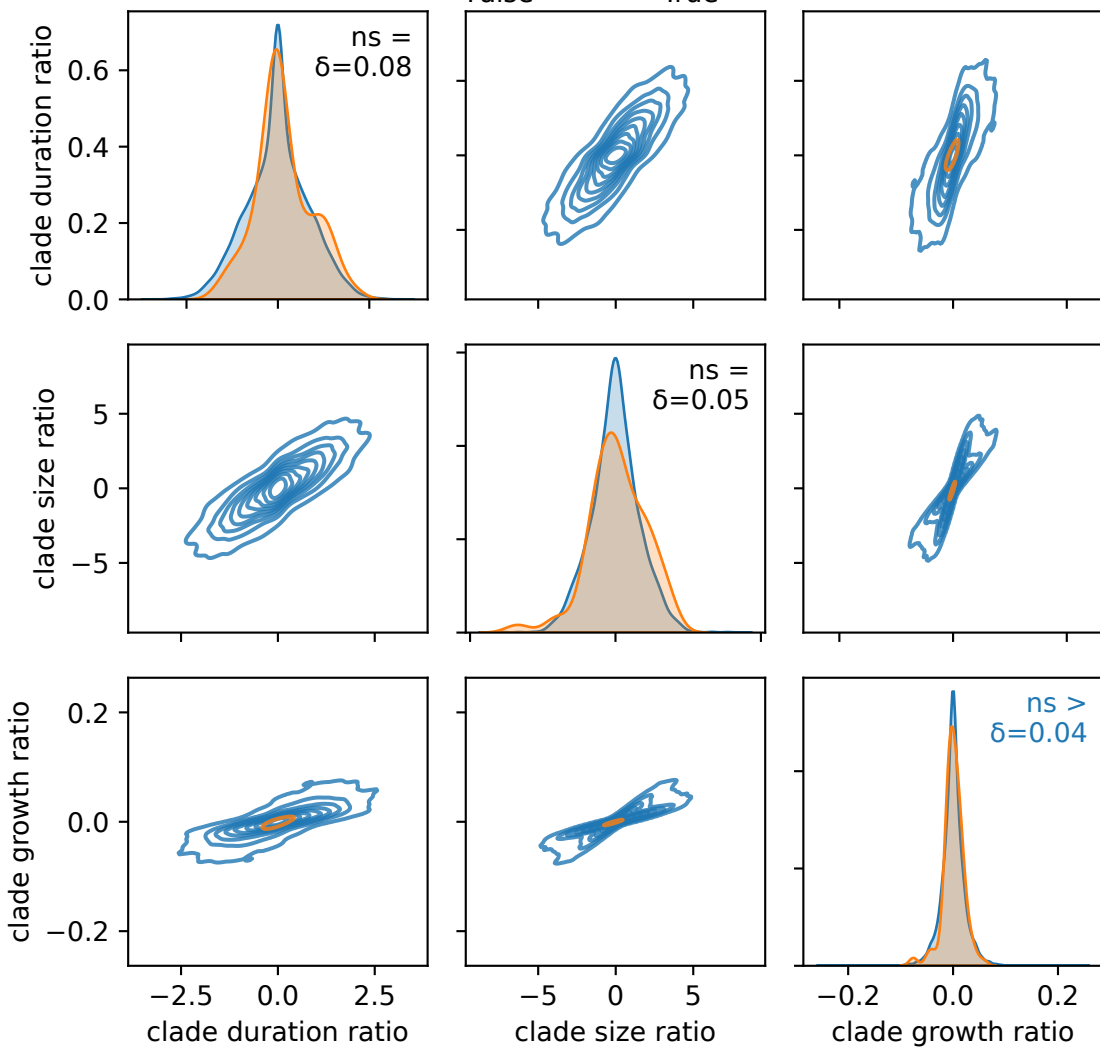 clade duration ratio
0.6
0.4
0.2
0.0
ns =
δ=0.08
clade size ratio
5
0
−5
ns =
δ=0.05
clade growth ratio
0.2
0.0
−0.2
ns >
δ=0.04
−2.5 0.0 2.5
−5 0 5
−0.2 0.0 0.2
clade duration ratio
clade size ratio
clade growth ratio